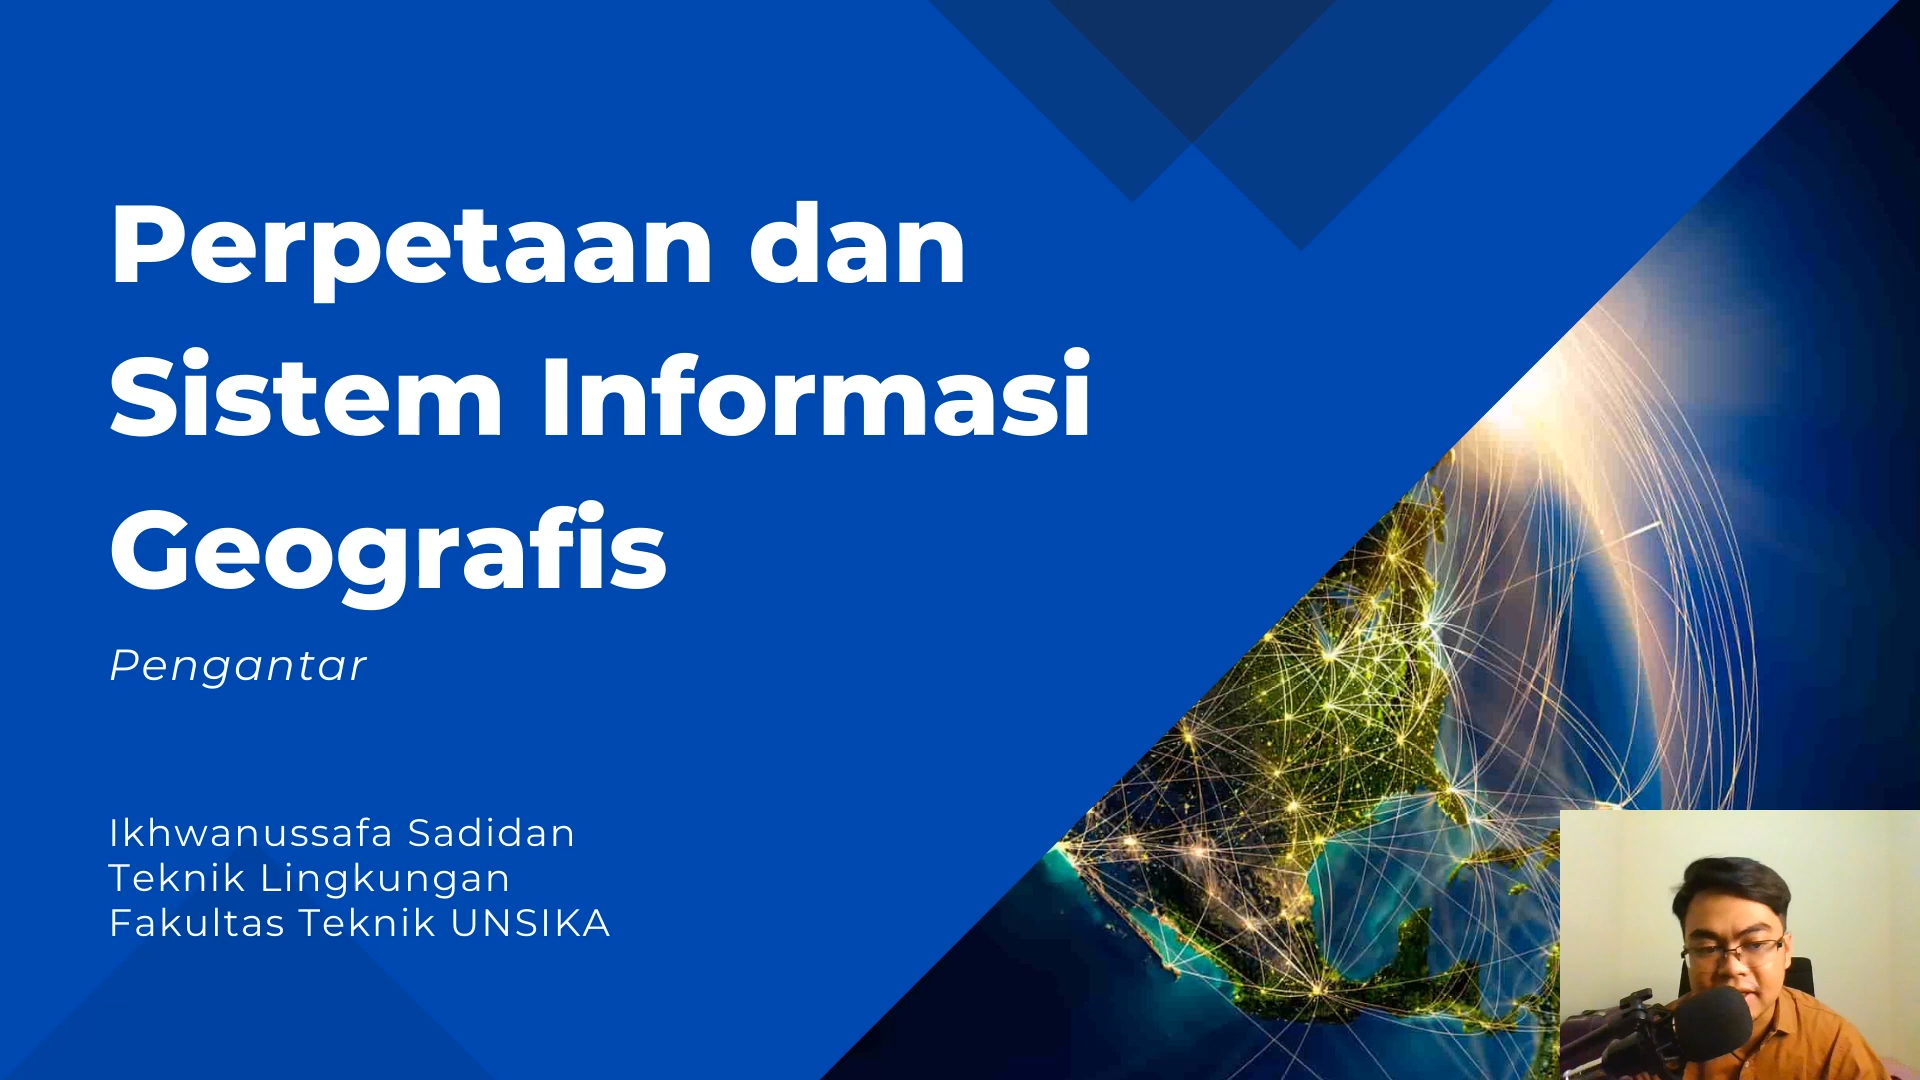 Perpetaan dan
Sistem Informasi
Geografis
Pengantar
Ikhwanussafa Sadidan
Teknik Lingkungan
Fakultas Teknik UNSIKA